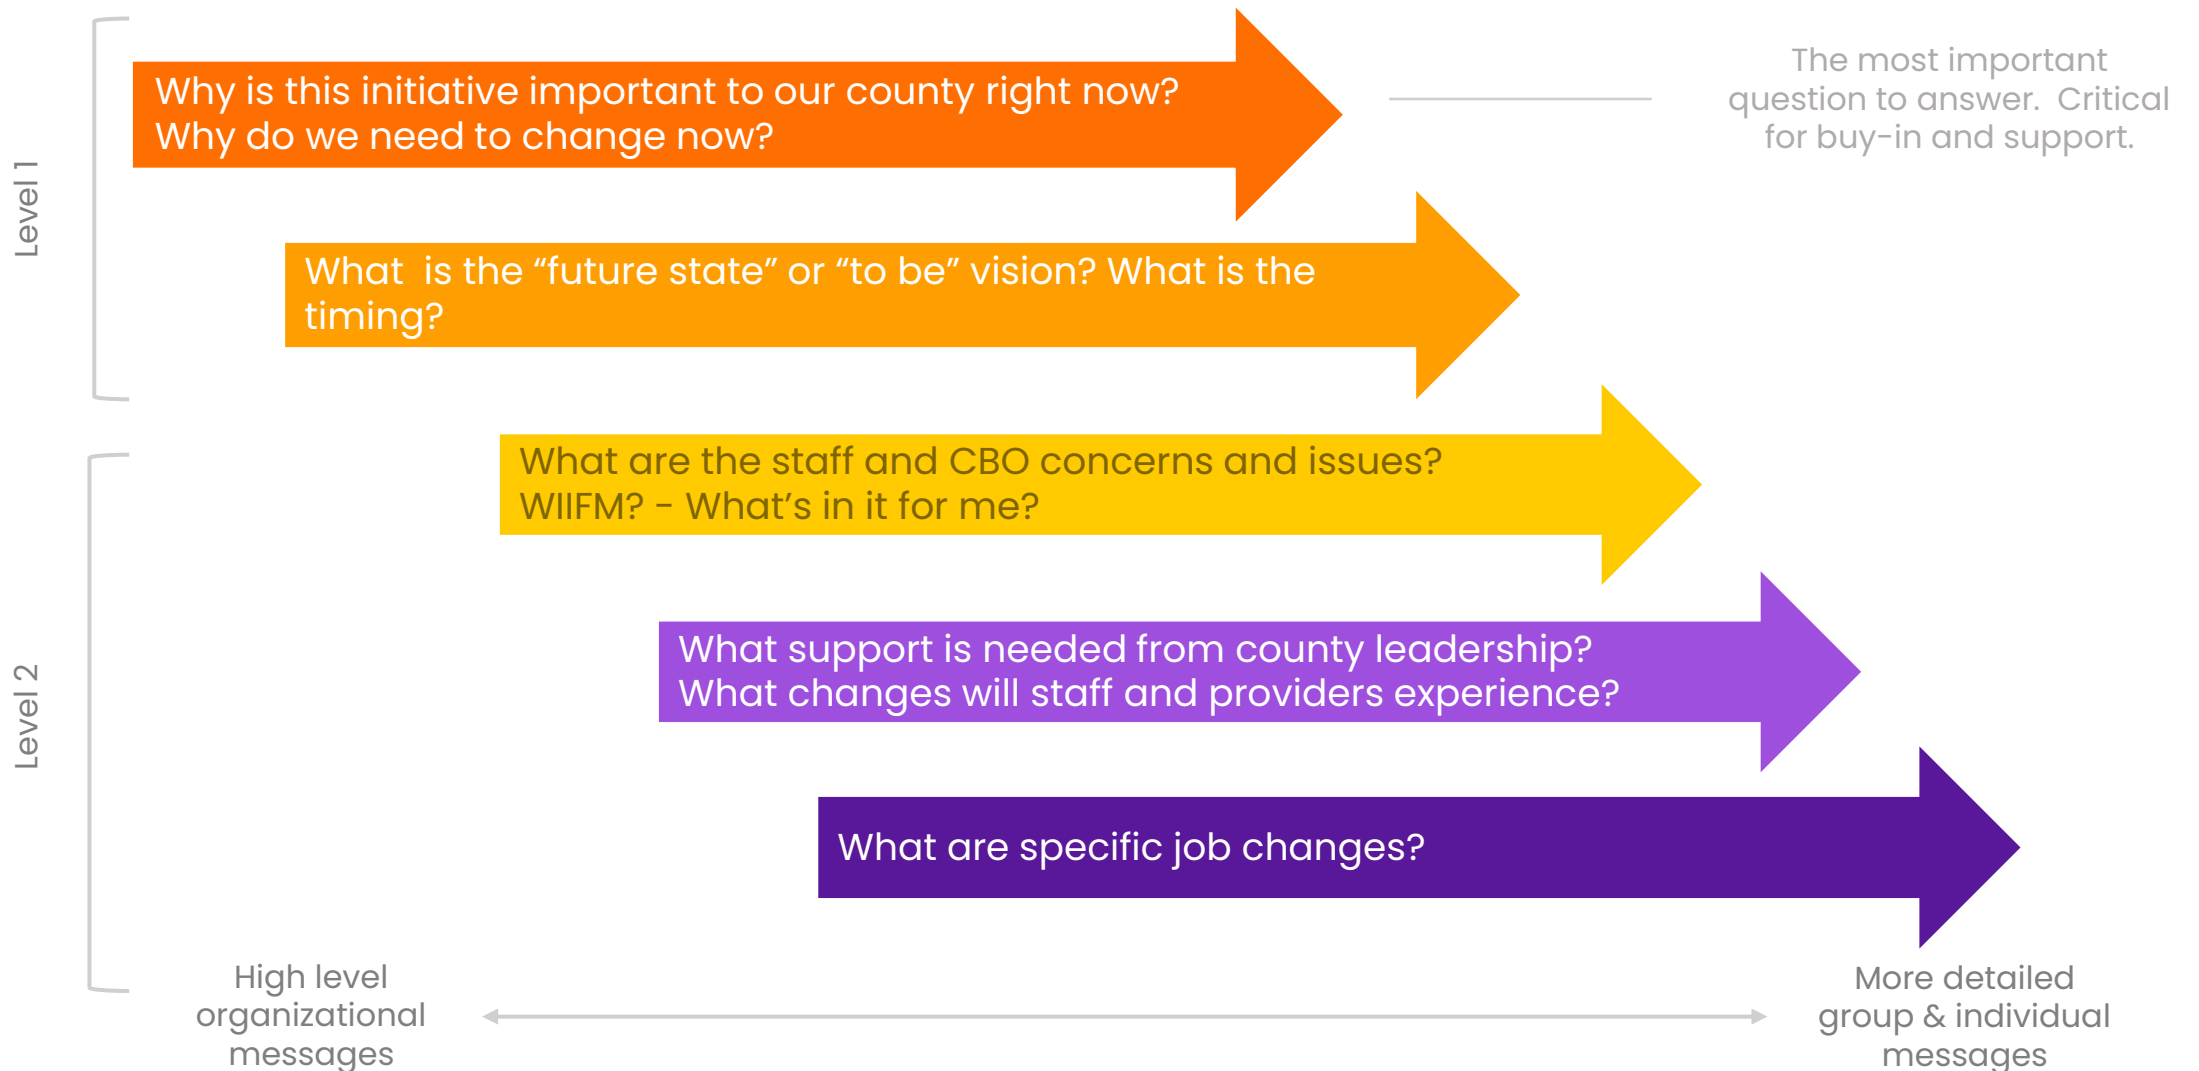 Level 1
Why is this initiative important to our county right now?
Why do we need to change now?
The most important
question to answer.  Critical
for buy-in and support.
What  is the “future state” or “to be” vision? What is the
timing?
Level 2
What are the staff and CBO concerns and issues?
WIIFM? - What’s in it for me?
What support is needed from county leadership?
What changes will staff and providers experience?
What are specific job changes?
High level
organizational
messages
More detailed
group & individual
messages